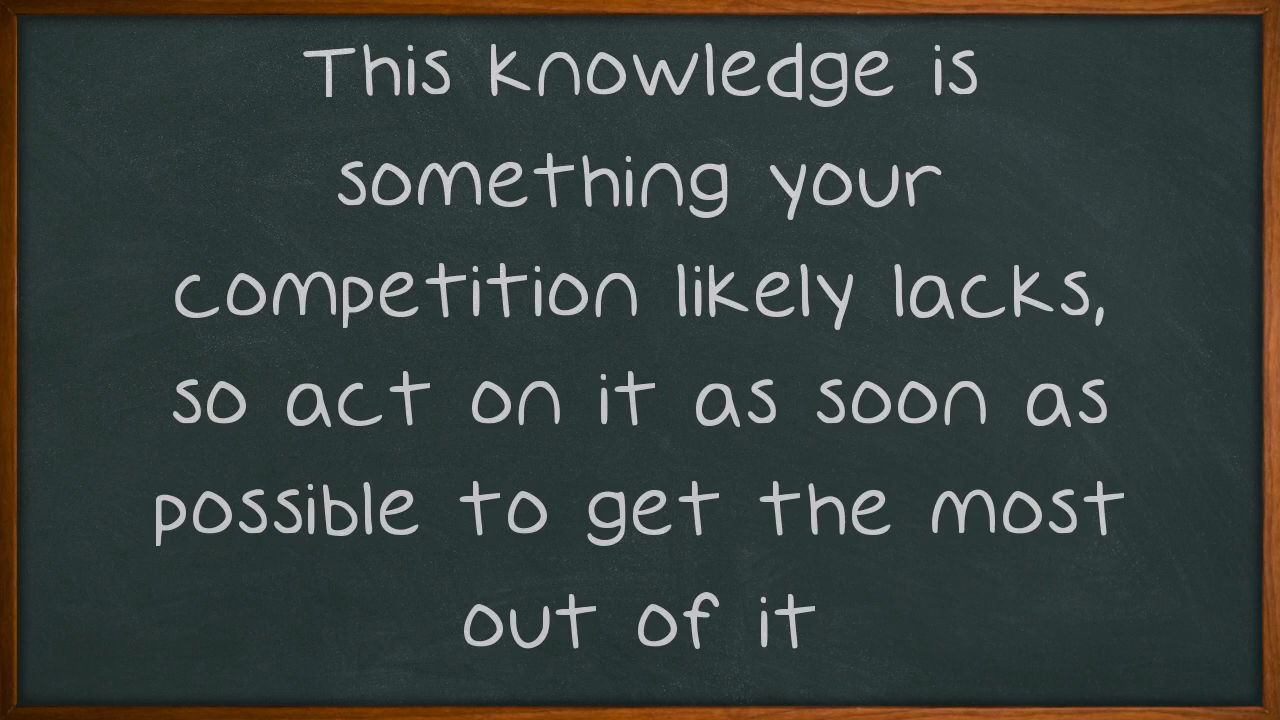 This knowledge is
something your
competition likely lacks,
so act on it as soon as
possible to get the most
out of it